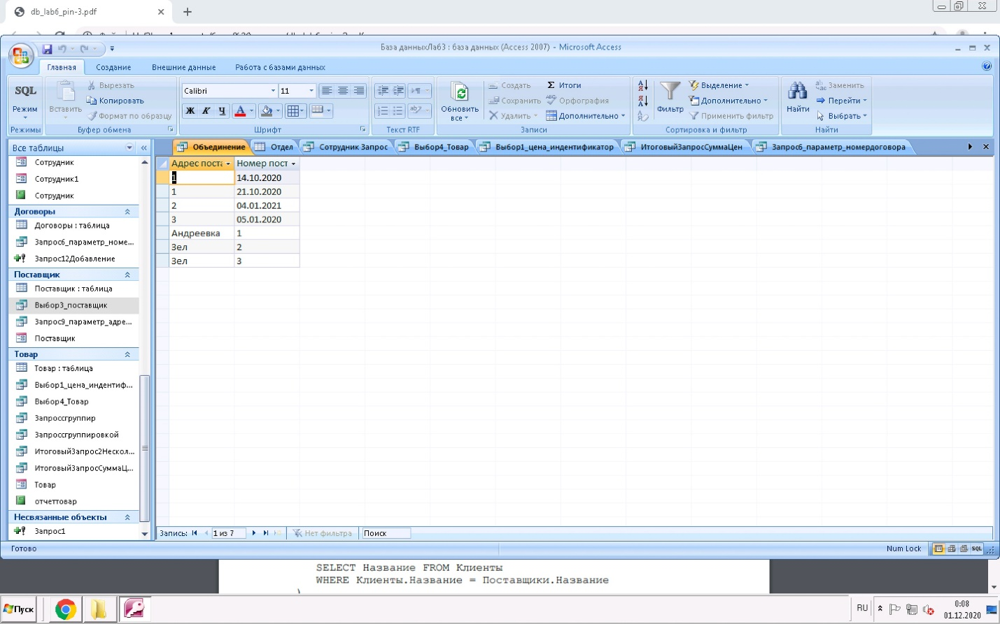 db_lab6_pin-3.pdf
База данныхЛаб3 : база данных (Access 2007) - Microsoft Access
Главная Создание Внешние данные Работа с базами данных
SQL
Режим
Режимы
Вставить
Вырезать
Копировать
Формат по образцу
Буфер обмена
Calibri 11
Ж К Ч
Шрифт
Текст RTF
Обновить
все
Создать
Сохранить
Удалить
Итоги
Орфография
Дополнительно
Записи
Фильтр
Выделение
Дополнительно
Применить фильтр
Сортировка и фильтр
Найти
Заменить
Перейти
Выбрать
Найти
Все таблицы
Объединение Отдел Сотрудник Запрос Выбор4_Товар Выбор1_цена_индентификатор ИтоговыйЗапросСуммаЦен Запрос6_параметр_номердоговора
Сотрудник
Сотрудник1
Сотрудник
Договоры
Договоры : таблица
Запрос6_параметр_номе...
Запрос12Добавление
Поставщик
Поставщик : таблица
Выбор3_поставщик
Запрос9_параметр_адре...
Поставщик
Товар
Товар : таблица
Выбор1_цена_индентиф...
Выбор4_Товар
Запроссгруппир
Запроссгруппировкой
ИтоговыйЗапрос2Нескол...
ИтоговыйЗапросСуммаЦ...
Товар
отчеттовар
Несвязанные объекты
Запрос1
Адрес поста Номер пост
1 14.10.2020
1 21.10.2020
2 04.01.2021
3 05.01.2020
Андреевка 1
Зел 2
Зел 3
Запись: 1 из 7 Нет фильтра Поиск
Готово Num Lock SQL
SELECT Название FROM Клиенты
WHERE Клиенты.Название = Поставщики.Название
Пуск RU 0:08
01.12.2020